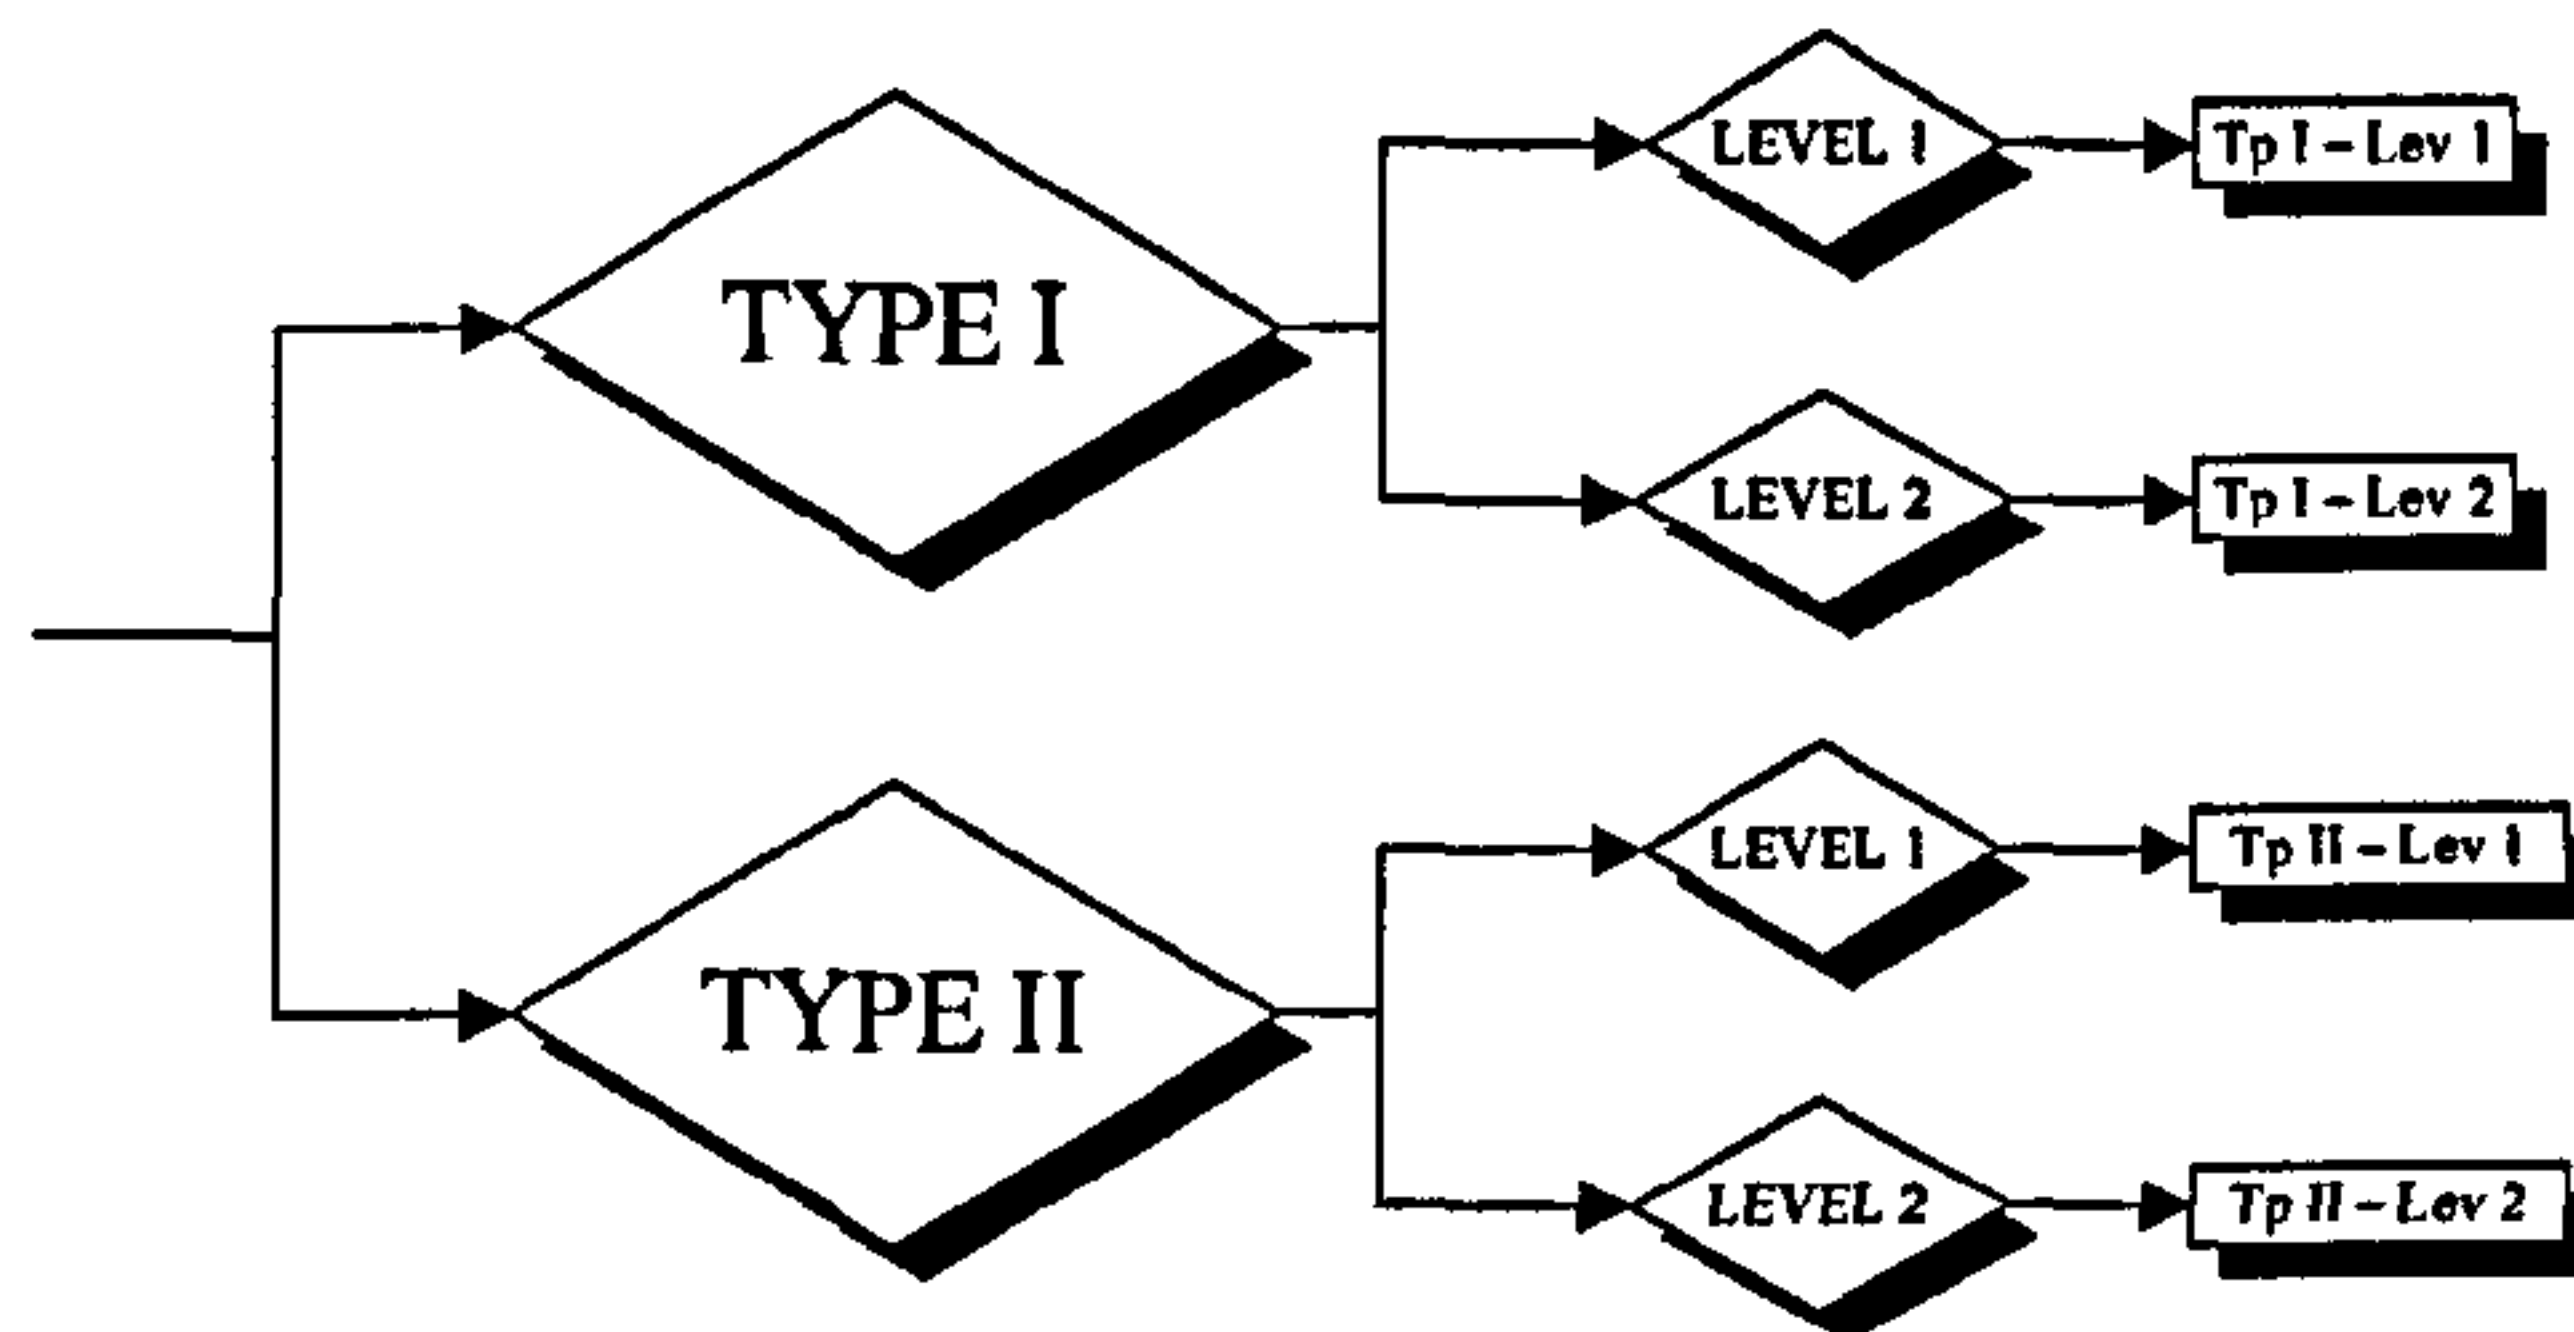 TYPE I
LEVEL 1
Tp I – Lev 1
LEVEL 2
Tp I – Lev 2
TYPE II
LEVEL 1
Tp II – Lev 1
LEVEL 2
Tp II – Lev 2